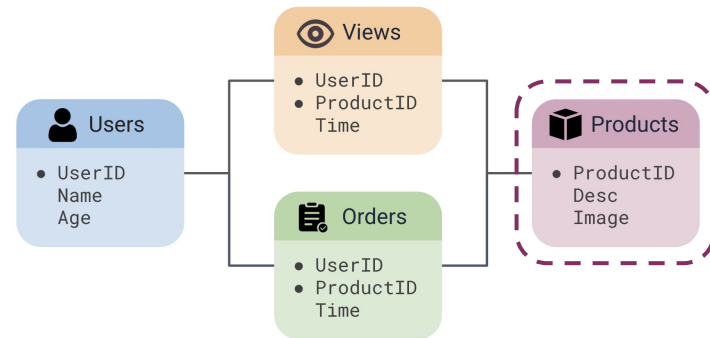 Users
• UserID
Name
Age
Views
• UserID
• ProductID
Time
Orders
• UserID
• ProductID
Time
Products
• ProductID
Desc
Image